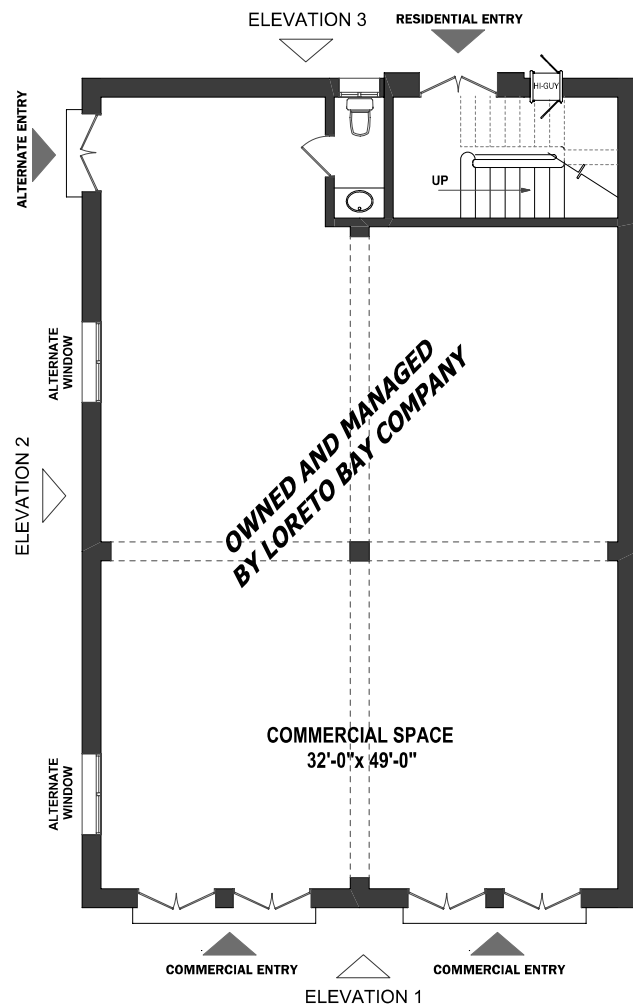 ELEVATION 3
RESIDENTIAL ENTRY
HI-GUY
ALTERNATE ENTRY
UP
ALTERNATE
WINDOW
OWNED AND MANAGED
BY LORETO BAY COMPANY
ELEVATION 2
COMMERCIAL SPACE
32'-0"x 49'-0"
ALTERNATE
WINDOW
COMMERCIAL ENTRY
COMMERCIAL ENTRY
ELEVATION 1